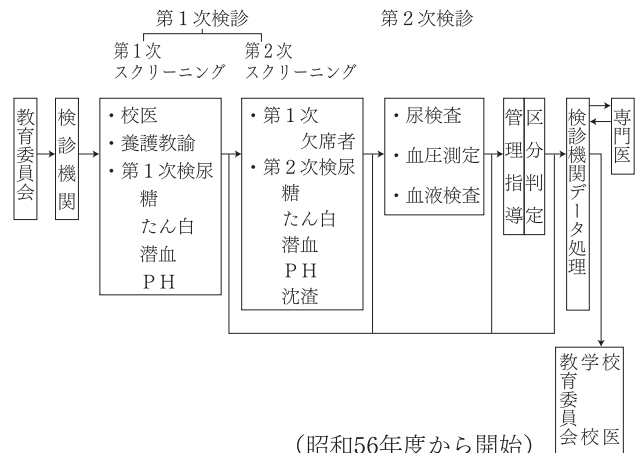 第１次検診
第２次検診
第１次
スクリーニング
第２次
スクリーニング
教育委員会
検診機関
・校医
・養護教諭
・第１次検尿
糖
たん白
潜血
ＰＨ
・第１次
欠席者
・第２次検尿
糖
たん白
潜血
ＰＨ
沈渣
・尿検査
・血圧測定
・血液検査
管理指導
区分判定
検診機関データ処理
専門医
教育委員会
学校
校医
（昭和56年度から開始）